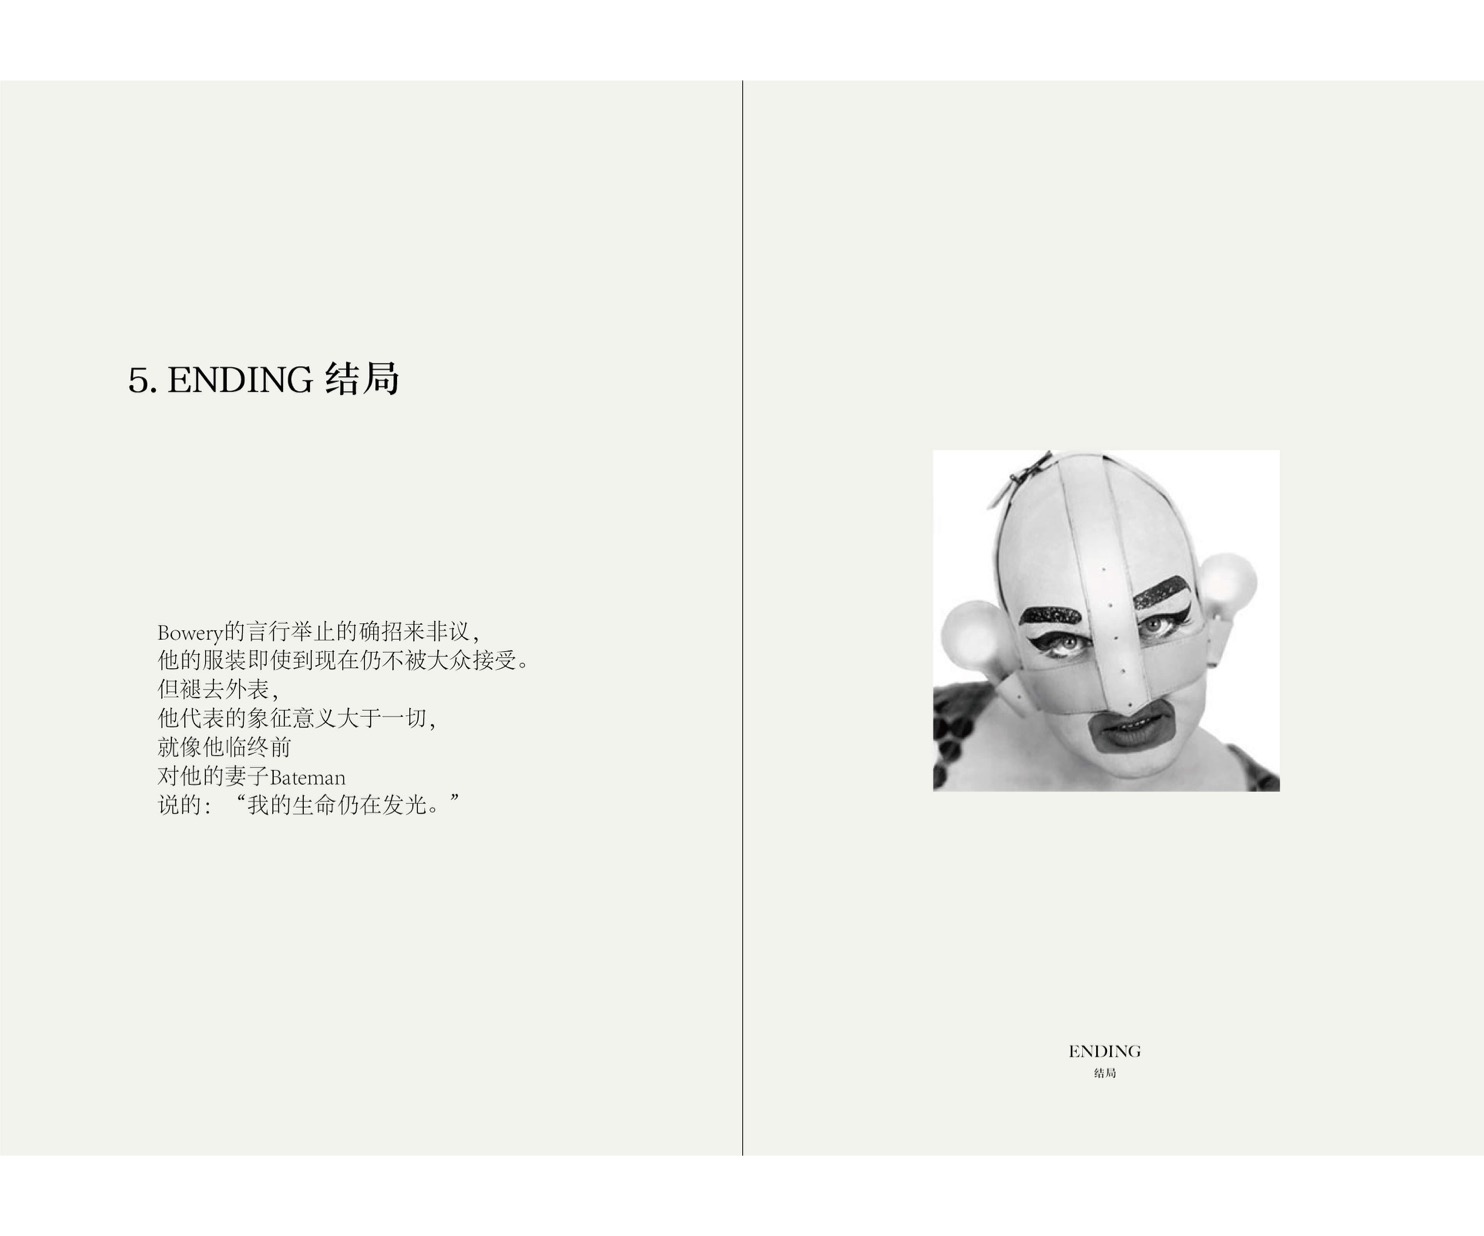 5. ENDING 结局
Bowery的言行举止的确招来非议，
他的服装即使到现在仍不被大众接受。
但褪去外表，
他代表的象征意义大于一切，
就像他临终前
对他的妻子Bateman
说的：“我的生命仍在发光。”
ENDING
结局